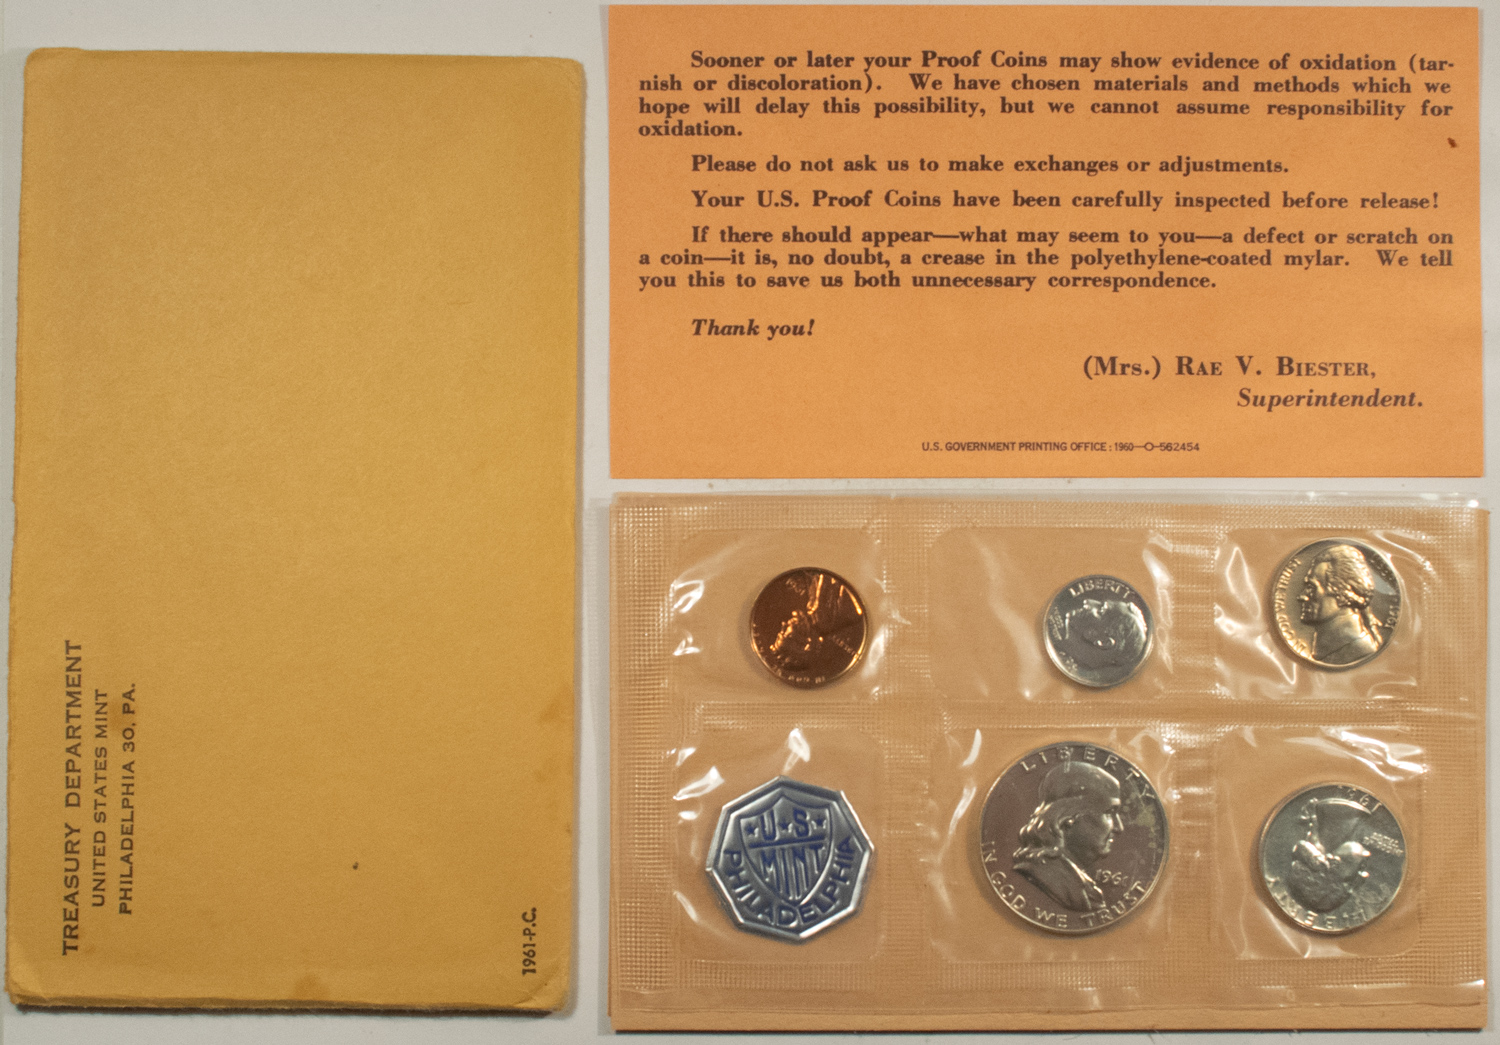 TREASURY DEPARTMENT
UNITED STATES MINT
PHILADELPHIA 30, PA.
1961-P.C.
Sooner or later your Proof Coins may show evidence of oxidation (tar-
nish or discoloration). We have chosen materials and methods which we
hope will delay this possibility, but we cannot assume responsibility for
oxidation.
Please do not ask us to make exchanges or adjustments.
Your U.S. Proof Coins have been carefully inspected before release!
If there should appear—what may seem to you—a defect or scratch on
a coin—it is, no doubt, a crease in the polyethylene-coated mylar. We tell
you this to save us both unnecessary correspondence.
Thank you!
(Mrs.) RAE V. BIESTER,
Superintendent.
U.S. GOVERNMENT PRINTING OFFICE : 1960—O-562454
LIBERTY
IN GOD WE TRUST
1961
U★S★
MINT
PHILADELPHIA
LIBERTY
IN GOD WE TRUST
LIBERTY
1961